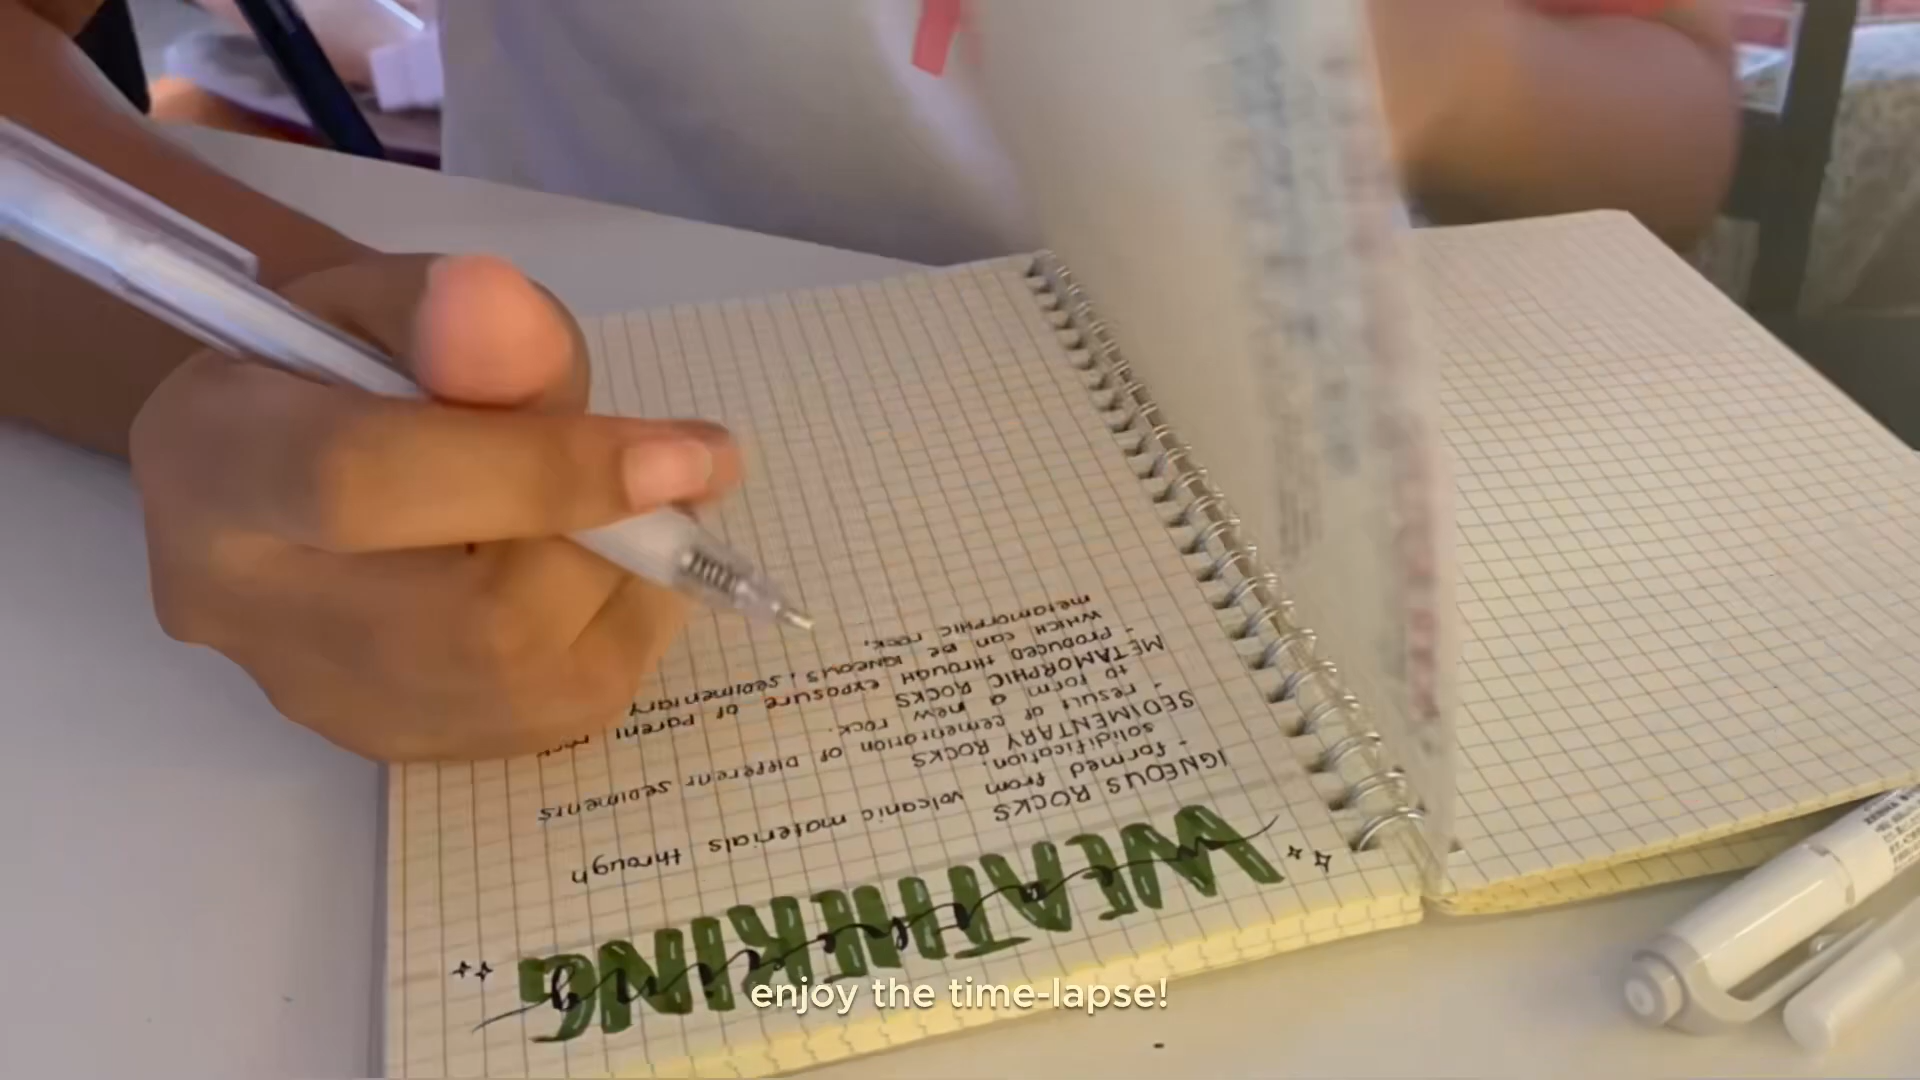 WEATHERING
weathering
IGNEOUS ROCKS
- formed from volcanic materials through
solidification.
SEDIMENTARY ROCKS
- result of cementation of different sediments
to form a new rock.
METAMORPHIC ROCKS
- produced through exposure of parent rock
which can be igneous, sedimentary
metamorphic rock.
enjoy the time-lapse!